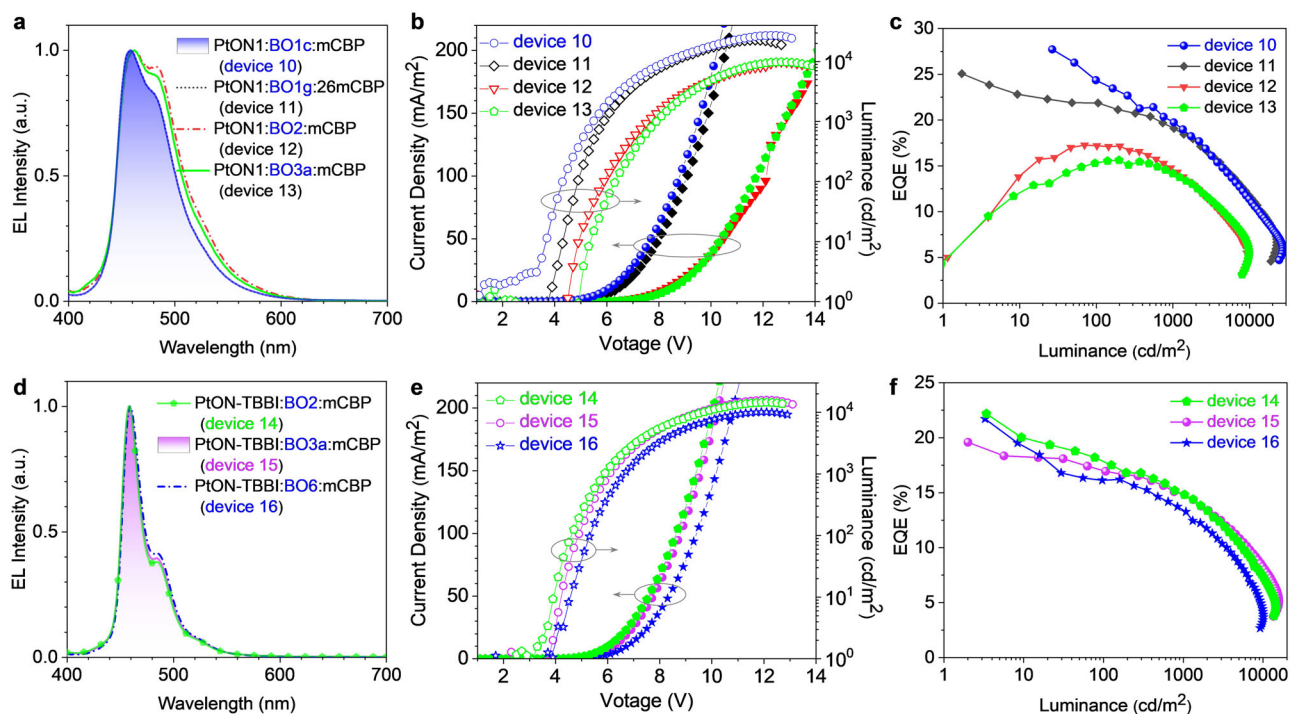 a
1.0
0.5
0.0
EL Intensity (a.u.)
400 500 600 700
Wavelength (nm)
PtON1:BO1c:mCBP
(device 10)
PtON1:BO1g:26mCBP
(device 11)
PtON1:BO2:mCBP
(device 12)
PtON1:BO3a:mCBP
(device 13)
b
200
150
100
50
0
Current Density (mA/m²)
2 4 6 8 10 12 14
Votage (V)
10⁴
10³
10²
10¹
10⁰
Luminance (cd/m²)
device 10
device 11
device 12
device 13
c
30
25
20
15
10
5
0
EQE (%)
1 10 100 1000 10000
Luminance (cd/m²)
device 10
device 11
device 12
device 13
d
1.0
0.5
0.0
EL Intensity (a.u.)
400 500 600 700
Wavelength (nm)
PtON-TBBI:BO2:mCBP
(device 14)
PtON-TBBI:BO3a:mCBP
(device 15)
PtON-TBBI:BO6:mCBP
(device 16)
e
200
150
100
50
0
Current Density (mA/m²)
2 4 6 8 10 12 14
Votage (V)
10⁴
10³
10²
10¹
10⁰
Luminance (cd/m²)
device 14
device 15
device 16
f
25
20
15
10
5
0
EQE (%)
1 10 100 1000 10000
Luminance (cd/m²)
device 14
device 15
device 16